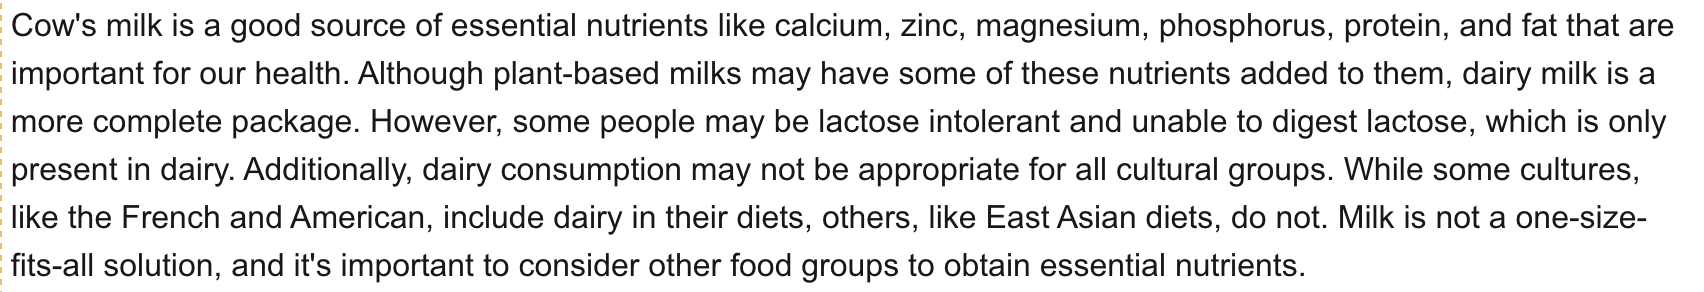 Cow's milk is a good source of essential nutrients like calcium, zinc, magnesium, phosphorus, protein, and fat that are
important for our health. Although plant-based milks may have some of these nutrients added to them, dairy milk is a
more complete package. However, some people may be lactose intolerant and unable to digest lactose, which is only
present in dairy. Additionally, dairy consumption may not be appropriate for all cultural groups. While some cultures,
like the French and American, include dairy in their diets, others, like East Asian diets, do not. Milk is not a one-size-
fits-all solution, and it's important to consider other food groups to obtain essential nutrients.